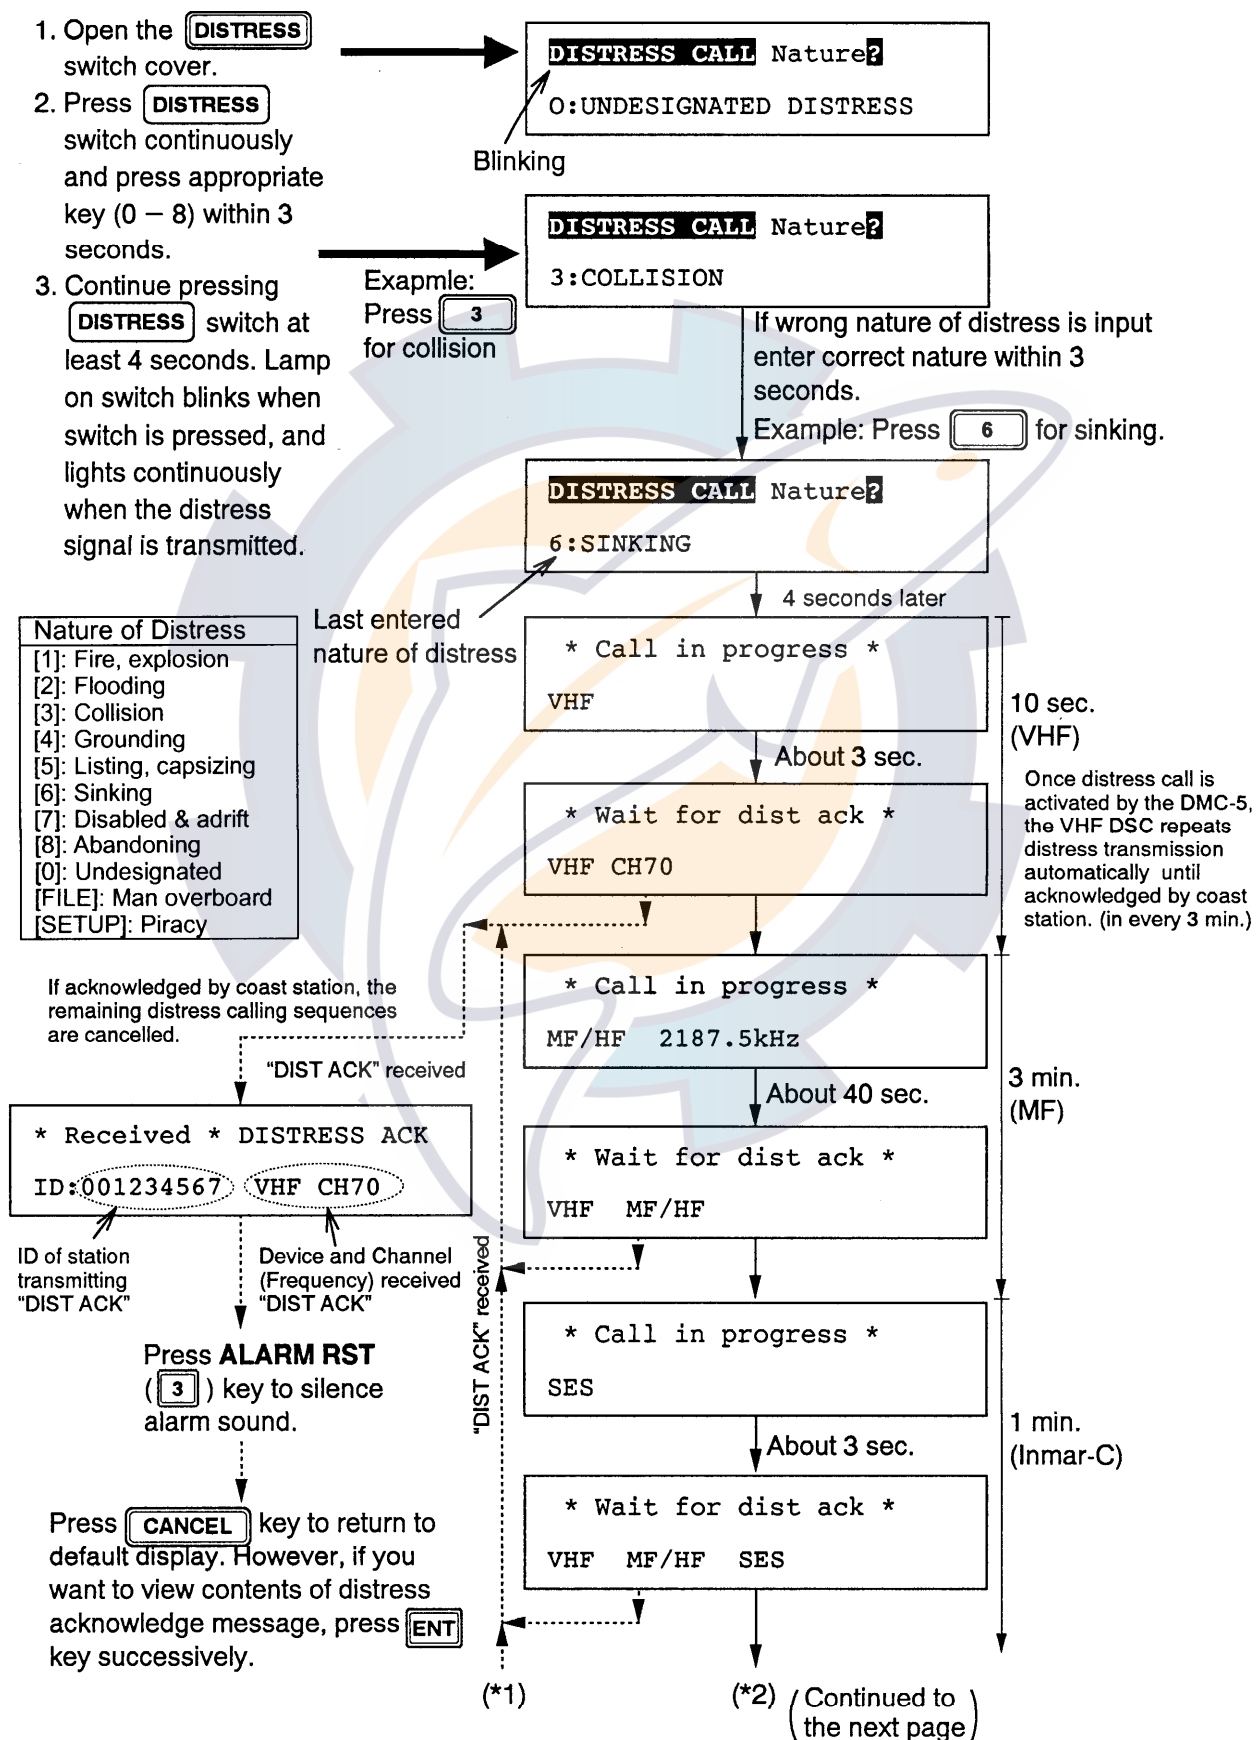 1. Open the DISTRESS
switch cover.
2. Press DISTRESS
switch continuously
and press appropriate
key (0 – 8) within 3
seconds.
3. Continue pressing
DISTRESS switch at
least 4 seconds. Lamp
on switch blinks when
switch is pressed, and
lights continuously
when the distress
signal is transmitted.
DISTRESS CALL Nature?
O:UNDESIGNATED DISTRESS
Blinking
DISTRESS CALL Nature?
3:COLLISION
Exapmle:
Press 3
for collision
If wrong nature of distress is input
enter correct nature within 3
seconds.
Example: Press 6 for sinking.
DISTRESS CALL Nature?
6:SINKING
4 seconds later
Last entered
nature of distress
Nature of Distress
[1]: Fire, explosion
[2]: Flooding
[3]: Collision
[4]: Grounding
[5]: Listing, capsizing
[6]: Sinking
[7]: Disabled & adrift
[8]: Abandoning
[0]: Undesignated
[FILE]: Man overboard
[SETUP]: Piracy
* Call in progress *
VHF
10 sec.
(VHF)
About 3 sec.
* Wait for dist ack *
VHF CH70
Once distress call is
activated by the DMC-5,
the VHF DSC repeats
distress transmission
automatically until
acknowledged by coast
station. (in every 3 min.)
If acknowledged by coast station, the
remaining distress calling sequences
are cancelled.
"DIST ACK" received
* Call in progress *
MF/HF 2187.5kHz
3 min.
(MF)
About 40 sec.
* Received * DISTRESS ACK
ID:001234567 VHF CH70
* Wait for dist ack *
VHF MF/HF
ID of station
transmitting
"DIST ACK"
Device and Channel
(Frequency) received
"DIST ACK"
"DIST ACK" received
* Call in progress *
SES
1 min.
(Inmar-C)
About 3 sec.
Press ALARM RST
( 3 ) key to silence
alarm sound.
* Wait for dist ack *
VHF MF/HF SES
Press CANCEL key to return to
default display. However, if you
want to view contents of distress
acknowledge message, press ENT
key successively.
(*1)
(*2)
(Continued to
the next page)